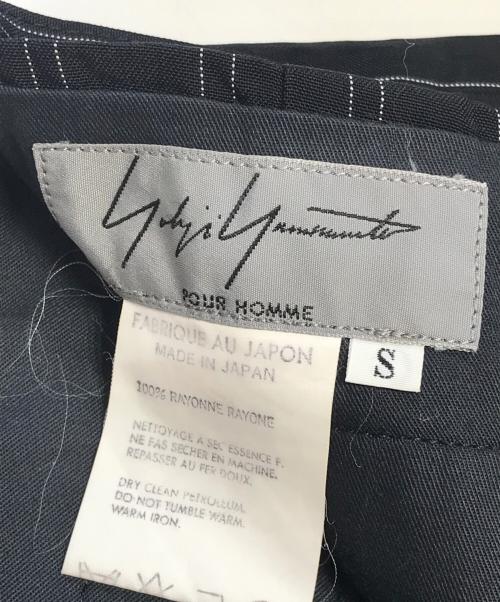 Yohji Yamamoto
POUR HOMME
S
FABRIQUE AU JAPON
MADE IN JAPAN
100% RAYONNE RAYONE
NETTOYAGE A SEC ESSENCE F.
NE FAS SECHER EN MACHINE.
REPASSER AU FER DOUX.
DRY CLEAN PETROLEUM.
DO NOT TUMBLE WARM.
WARM IRON.